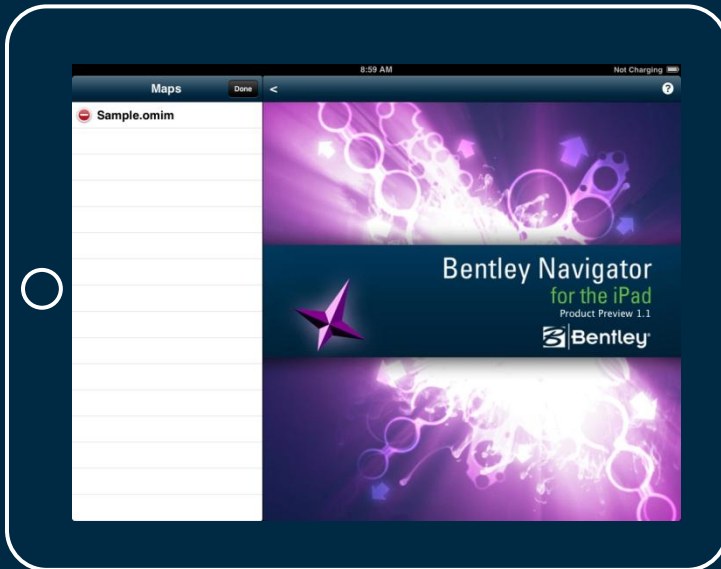 8:59 AM
Not Charging
Maps
Done
<
?
Sample.omim
Bentley Navigator
for the iPad
Product Preview 1.1
Bentley